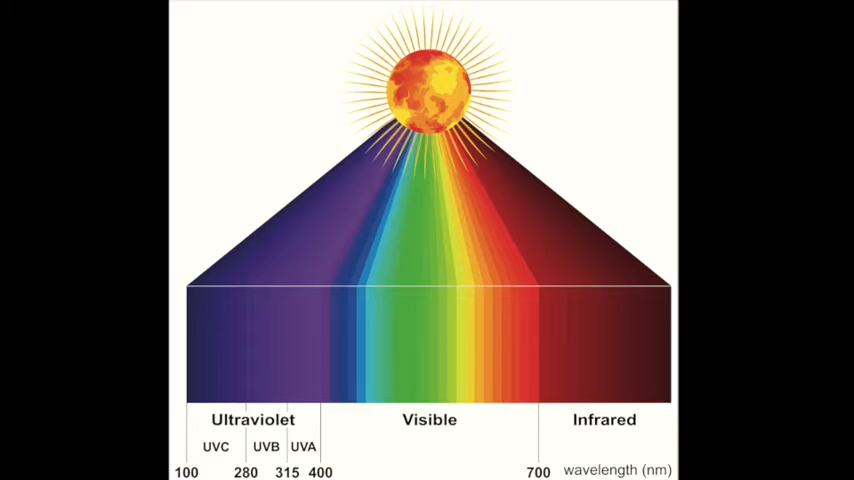 Ultraviolet Visible Infrared
UVC UVB UVA
100 280 315 400 700 wavelength (nm)